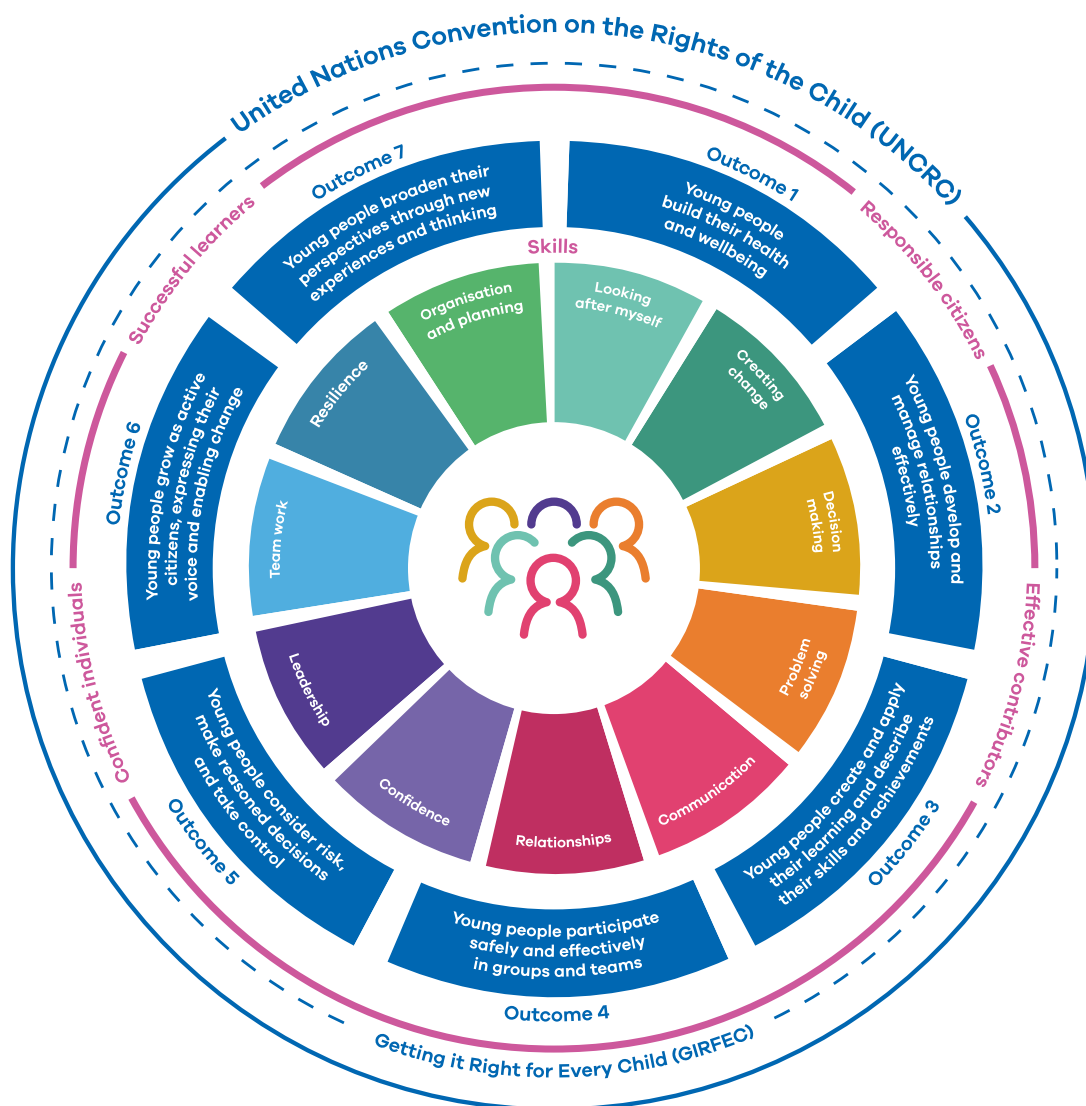 United Nations Convention on the Rights of the Child (UNCRC)
Successful learners
Responsible citizens
Effective contributors
Confident individuals
Getting it Right for Every Child (GIRFEC)
Outcome 1
Young people
build their health
and wellbeing
Outcome 2
Young people develop and
manage relationships
effectively
Outcome 3
Young people create and apply
their learning and describe
their skills and achievements
Outcome 4
Young people participate
safely and effectively
in groups and teams
Outcome 5
Young people consider risk,
make reasoned decisions
and take control
Outcome 6
Young people grow as active
citizens, expressing their
voice and enabling change
Outcome 7
Young people broaden their
perspectives through new
experiences and thinking
Skills
Looking
after myself
Creating
change
Decision
making
Problem
solving
Communication
Relationships
Confidence
Leadership
Team work
Resilience
Organisation
and planning